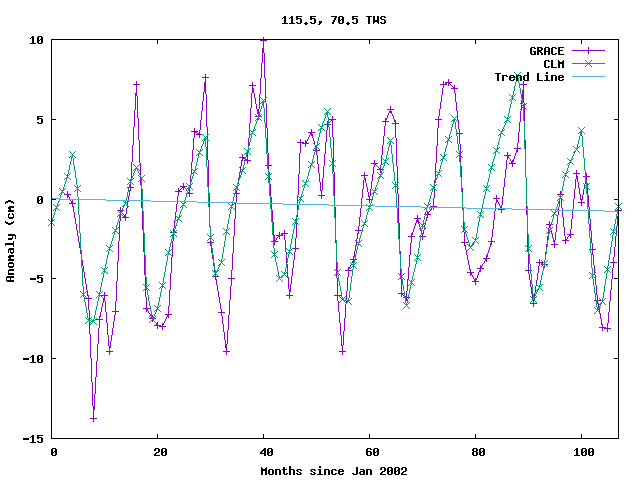 115.5, 70.5 TWS
GRACE
CLM
Trend Line
10
5
0
-5
-10
-15
Anomaly (cm)
0 20 40 60 80 100
Months since Jan 2002